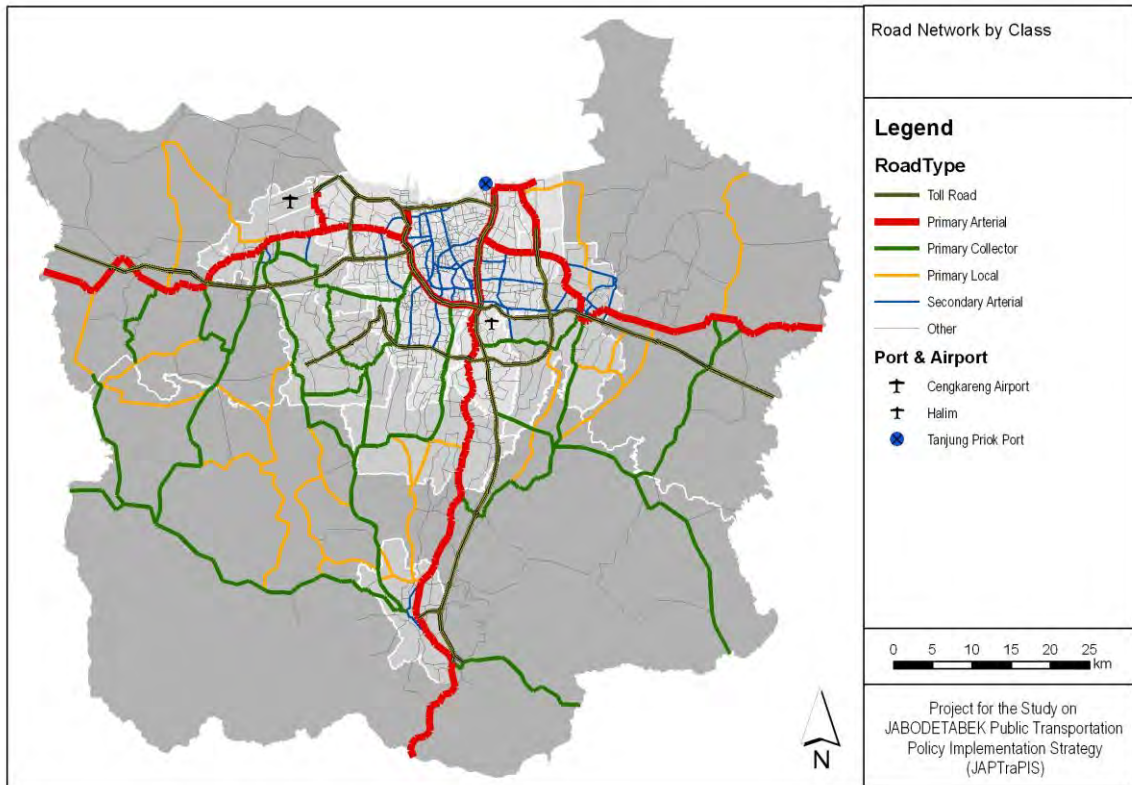 Road Network by Class
Legend
RoadType
Toll Road
Primary Arterial
Primary Collector
Primary Local
Secondary Arterial
Other
Port & Airport
Cengkareng Airport
Halim
Tanjung Priok Port
0 5 10 15 20 25
km
N
Project for the Study on
JABODETABEK Public Transportation
Policy Implementation Strategy
(JAPTraPIS)